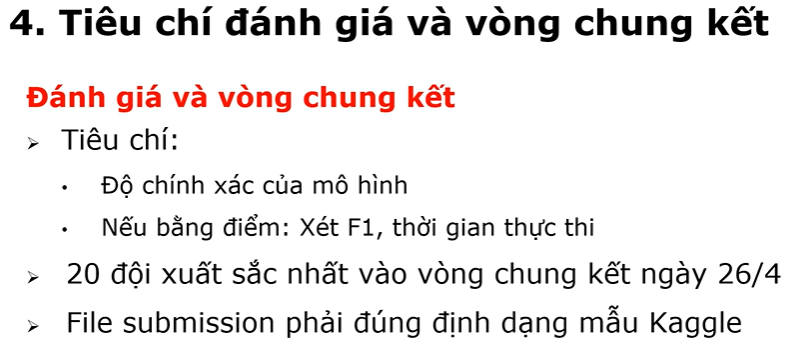 4. Tiêu chí đánh giá và vòng chung kết
Đánh giá và vòng chung kết
➢ Tiêu chí:
• Độ chính xác của mô hình
• Nếu bằng điểm: Xét F1, thời gian thực thi
➢ 20 đội xuất sắc nhất vào vòng chung kết ngày 26/4
➢ File submission phải đúng định dạng mẫu Kaggle